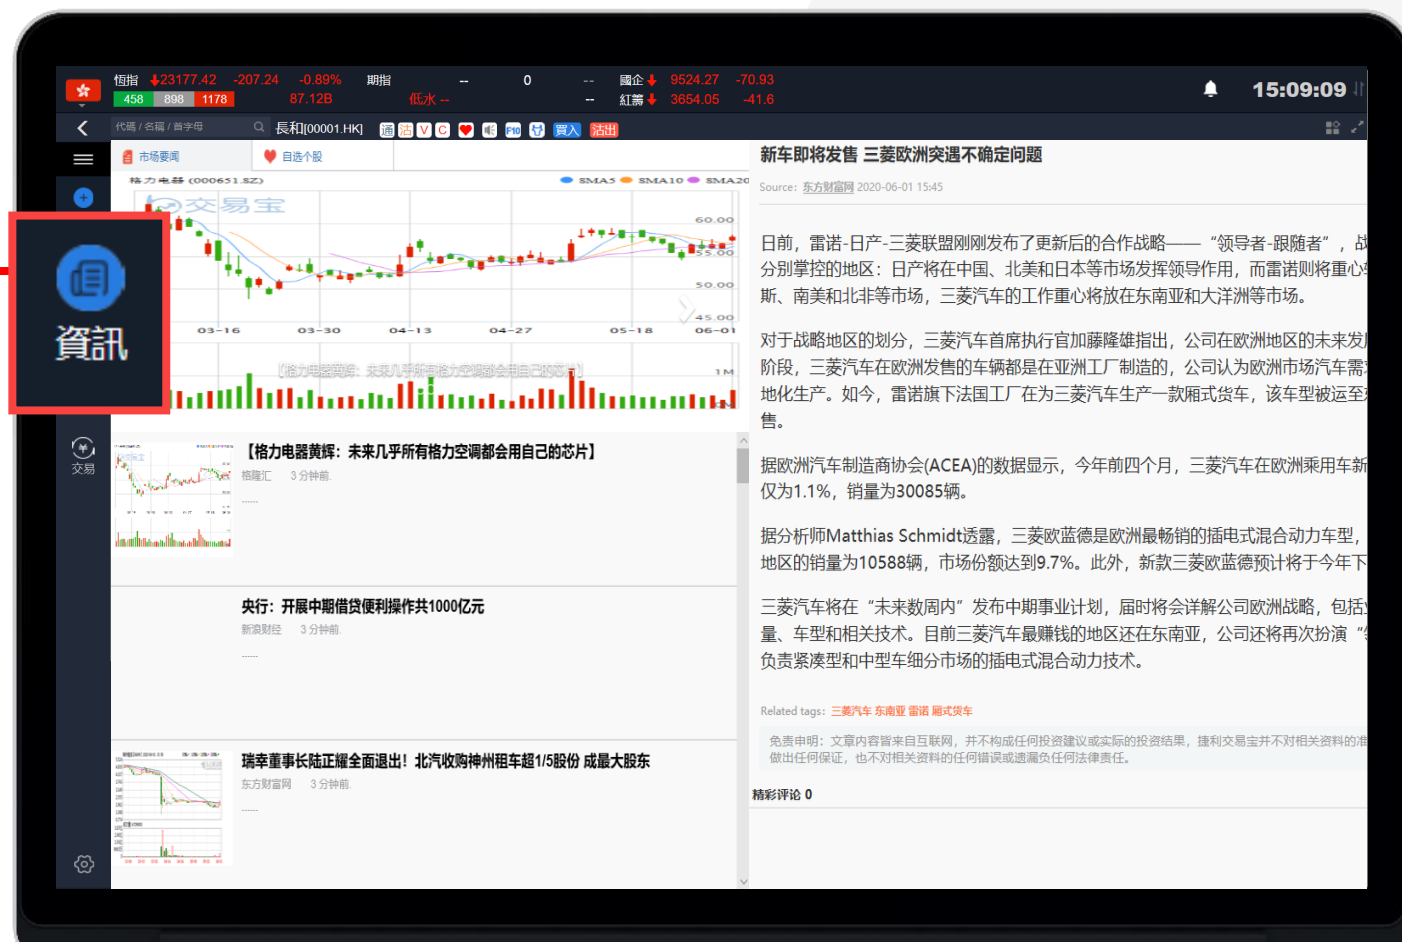 恆指 23177.42 -207.24 -0.89% 期指 -- 0 -- 國企 9524.27 -70.93
458 898 1178 87.12B 低水 -- -- 紅籌 3654.05 -41.6
15:09:09
代碼 / 名稱 / 首字母 長和[00001.HK] 通 沽 V C F10 買入 沽出
市场要闻 自选个股
格力电器 (000651.SZ) SMA5 SMA10 SMA20
交易宝
60.00
55.00
50.00
45.00
03-16 03-30 04-13 04-27 05-18 06-01
【格力电器黄辉：未来几乎所有格力空调都会用自己的芯片】
1M
0M
資訊
交易
【格力电器黄辉：未来几乎所有格力空调都会用自己的芯片】
格隆汇 3 分钟前.
......
央行：开展中期借贷便利操作共1000亿元
新浪财经 3 分钟前.
......
瑞幸董事长陆正耀全面退出！北汽收购神州租车超1/5股份 成最大股东
东方财富网 3 分钟前.
......
新车即将发售 三菱欧洲突遇不确定问题
Source: 东方财富网 2020-06-01 15:45
日前，雷诺-日产-三菱联盟刚刚发布了更新后的合作战略——“领导者-跟随者”，战
分别掌控的地区：日产将在中国、北美和日本等市场发挥领导作用，而雷诺则将重心
斯、南美和北非等市场，三菱汽车的工作重心将放在东南亚和大洋洲等市场。
对于战略地区的划分，三菱汽车首席执行官加藤隆雄指出，公司在欧洲地区的未来发
阶段，三菱汽车在欧洲发售的车辆都是在亚洲工厂制造的，公司认为欧洲市场汽车需
地化生产。如今，雷诺旗下法国工厂在为三菱汽车生产一款厢式货车，该车型被运至
售。
据欧洲汽车制造商协会(ACEA)的数据显示，今年前四个月，三菱汽车在欧洲乘用车新
仅为1.1%，销量为30085辆。
据分析师Matthias Schmidt透露，三菱欧蓝德是欧洲最畅销的插电式混合动力车型，
地区的销量为10588辆，市场份额达到9.7%。此外，新款三菱欧蓝德预计将于今年下
三菱汽车将在“未来数周内”发布中期事业计划，届时将会详解公司欧洲战略，包括
量、车型和相关技术。目前三菱汽车最赚钱的地区还在东南亚，公司还将再次扮演“
负责紧凑型和中型车细分市场的插电式混合动力技术。
Related tags: 三菱汽车 东南亚 雷诺 厢式货车
免责申明：文章内容皆来自互联网，并不构成任何投资建议或实际的投资结果，捷利交易宝并不对相关资料的准
做出任何保证，也不对相关资料的任何错误或遗漏负任何法律责任。
精彩评论 0